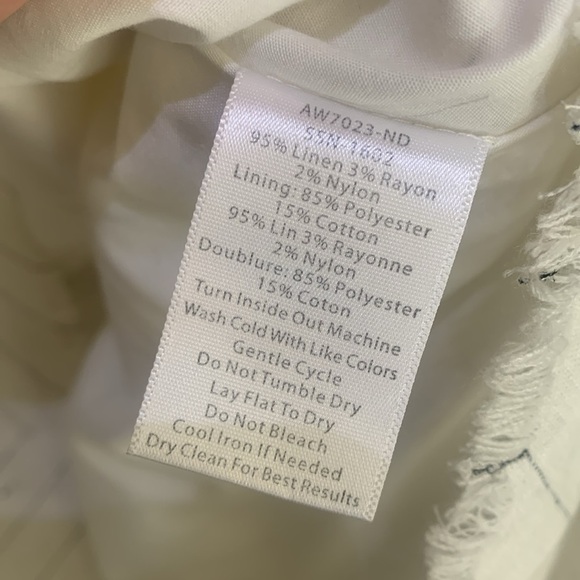 AW7023-ND
SSN-1602
95% Linen 3% Rayon
2% Nylon
Lining: 85% Polyester
15% Cotton
95% Lin 3% Rayonne
2% Nylon
Doublure: 85% Polyester
15% Coton
Turn Inside Out Machine
Wash Cold With Like Colors
Gentle Cycle
Do Not Tumble Dry
Lay Flat To Dry
Do Not Bleach
Cool Iron If Needed
Dry Clean For Best Results